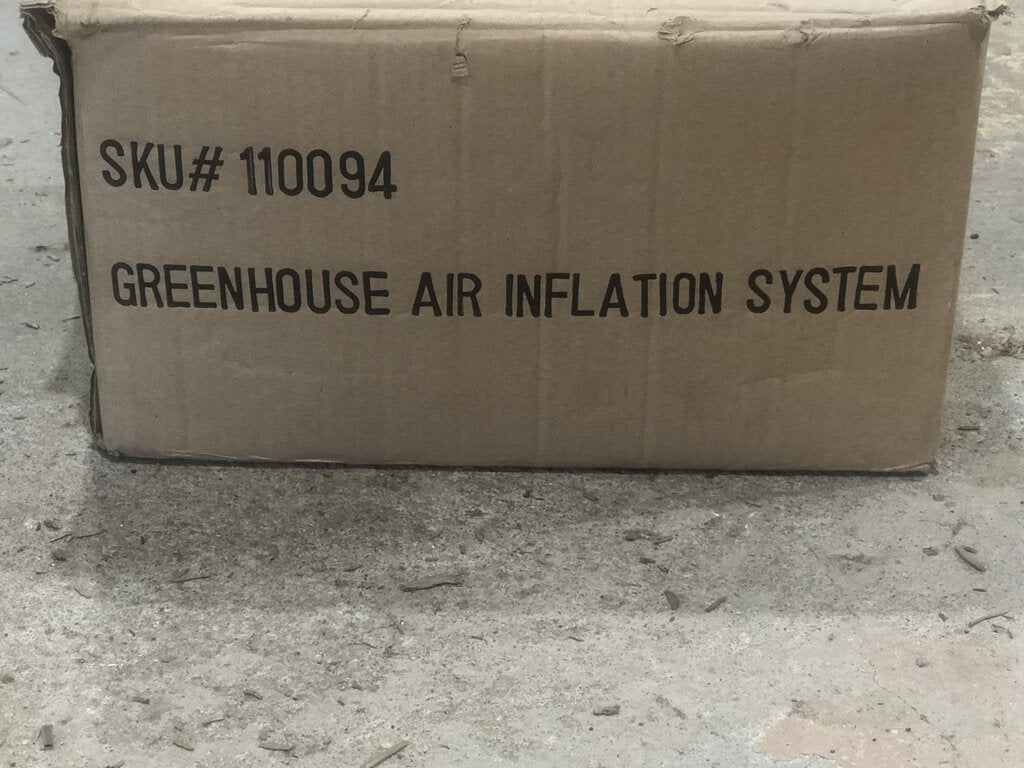 SKU# 110094
GREENHOUSE AIR INFLATION SYSTEM